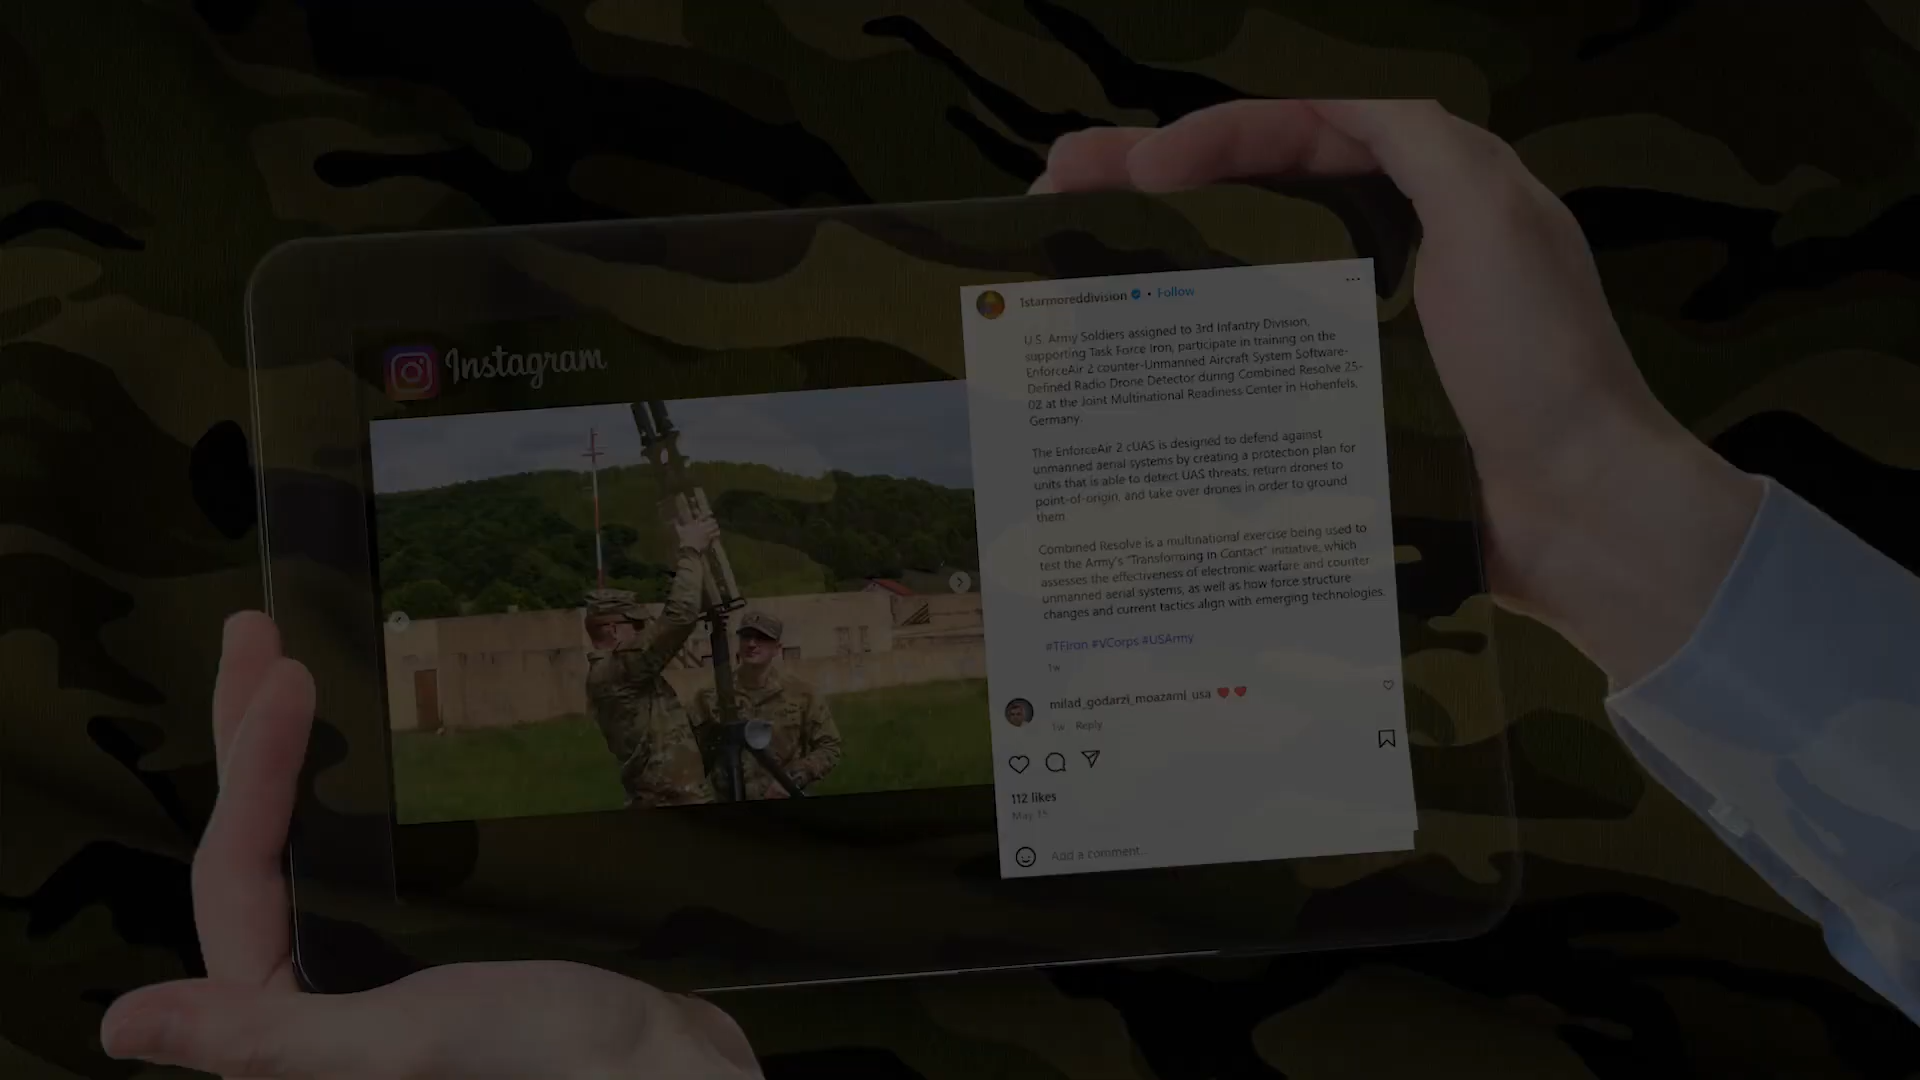 Instagram
1starmoreddivision • Follow
U.S. Army Soldiers assigned to 3rd Infantry Division,
supporting Task Force Iron, participate in training on the
EnforceAir 2 counter-Unmanned Aircraft System Software-
Defined Radio Drone Detector during Combined Resolve 25-
02 at the Joint Multinational Readiness Center in Hohenfels,
Germany.
The EnforceAir 2 cUAS is designed to defend against
unmanned aerial systems by creating a protection plan for
units that is able to detect UAS threats, return drones to
point-of-origin, and take over drones in order to ground
them.
Combined Resolve is a multinational exercise being used to
test the Army's "Transforming in Contact" initiative, which
assesses the effectiveness of electronic warfare and counter
unmanned aerial systems, as well as how force structure
changes and current tactics align with emerging technologies.
#TFIron #VCorps #USArmy
1w
milad_godarzi_moazami_usa
1w Reply
112 likes
May 15
Add a comment...